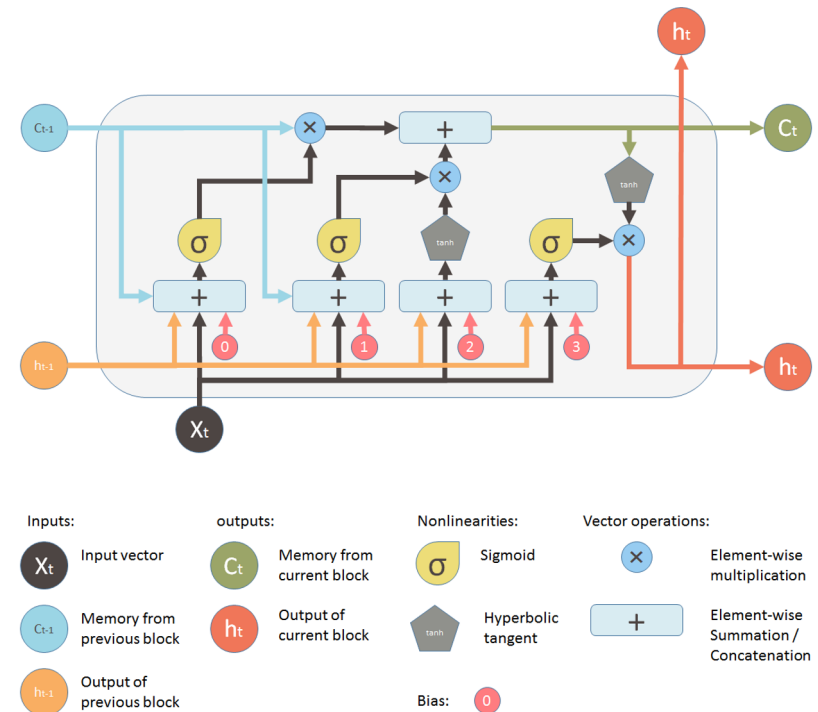 ht
Ct-1
×
+
Ct
tanh
×
tanh
σ
σ
σ
×
+
+
+
+
0
1
2
3
ht-1
ht
Xt
Inputs:
outputs:
Nonlinearities:
Vector operations:
Xt
Input vector
Ct
Memory from
current block
σ
Sigmoid
×
Element-wise
multiplication
Ct-1
Memory from
previous block
ht
Output of
current block
tanh
Hyperbolic
tangent
+
Element-wise
Summation /
Concatenation
ht-1
Output of
previous block
Bias:
0